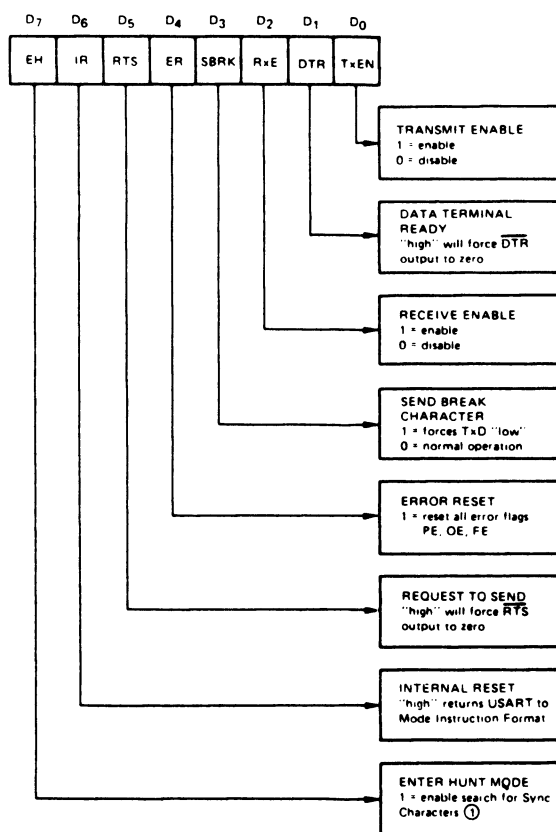 D7 D6 D5 D4 D3 D2 D1 D0
EH IR RTS ER SBRK RxE DTR TxEN
TRANSMIT ENABLE
1 = enable
0 = disable
DATA TERMINAL
READY
"high" will force DTR
output to zero
RECEIVE ENABLE
1 = enable
0 = disable
SEND BREAK
CHARACTER
1 = forces TxD "low"
0 = normal operation
ERROR RESET
1 = reset all error flags
PE, OE, FE
REQUEST TO SEND
"high" will force RTS
output to zero
INTERNAL RESET
"high" returns USART to
Mode Instruction Format
ENTER HUNT MODE
1 = enable search for Sync
Characters ①